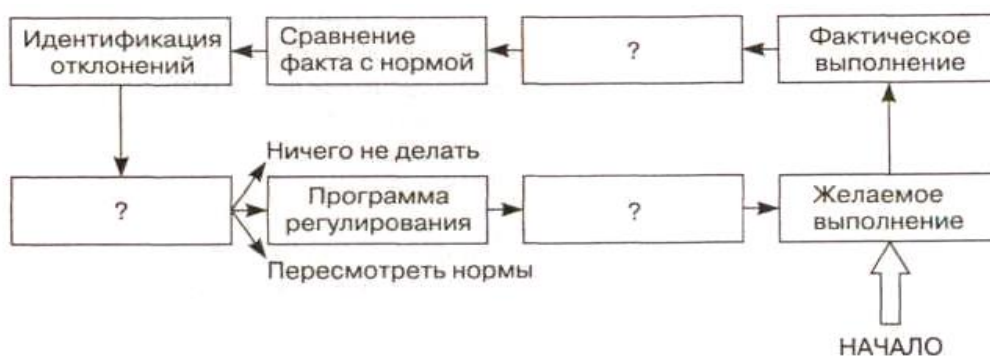 Идентификация
отклонений
Сравнение
факта с нормой
?
Фактическое
выполнение
?
Ничего не делать
Программа
регулирования
Пересмотреть нормы
?
Желаемое
выполнение
НАЧАЛО